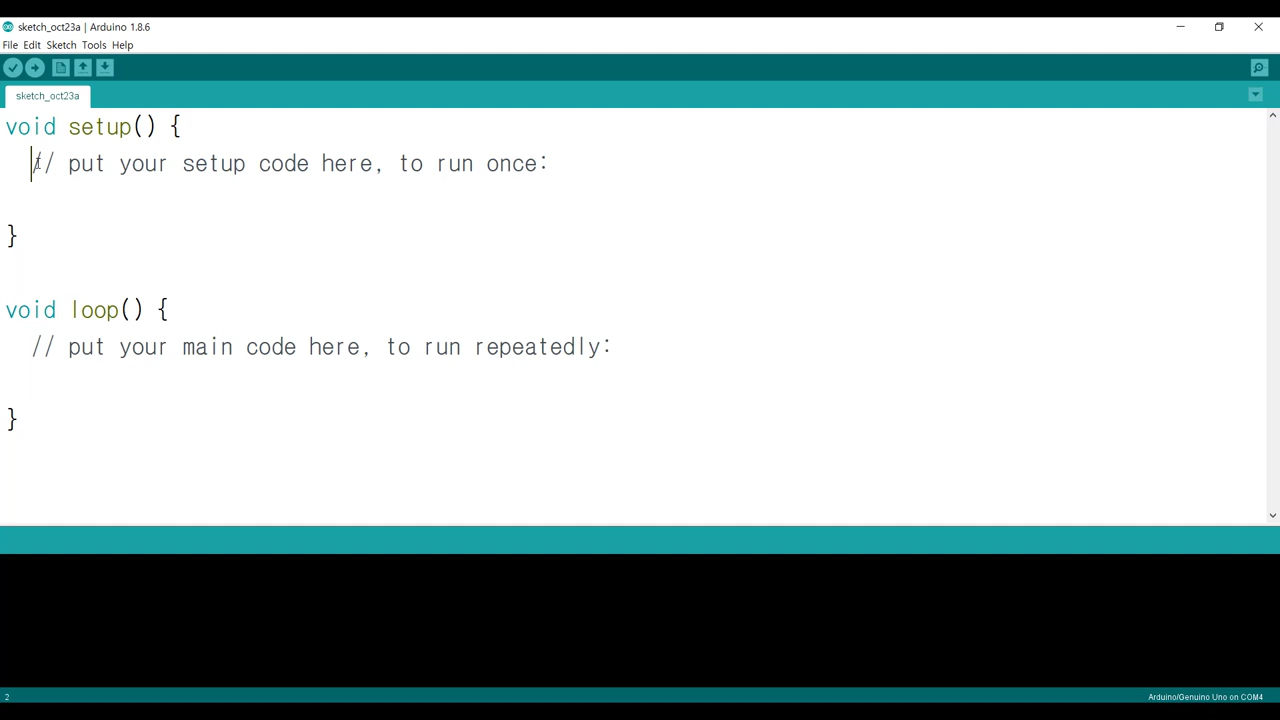 sketch_oct23a | Arduino 1.8.6
File Edit Sketch Tools Help
sketch_oct23a
void setup() {
// put your setup code here, to run once:
}
void loop() {
// put your main code here, to run repeatedly:
}
2
Arduino/Genuino Uno on COM4